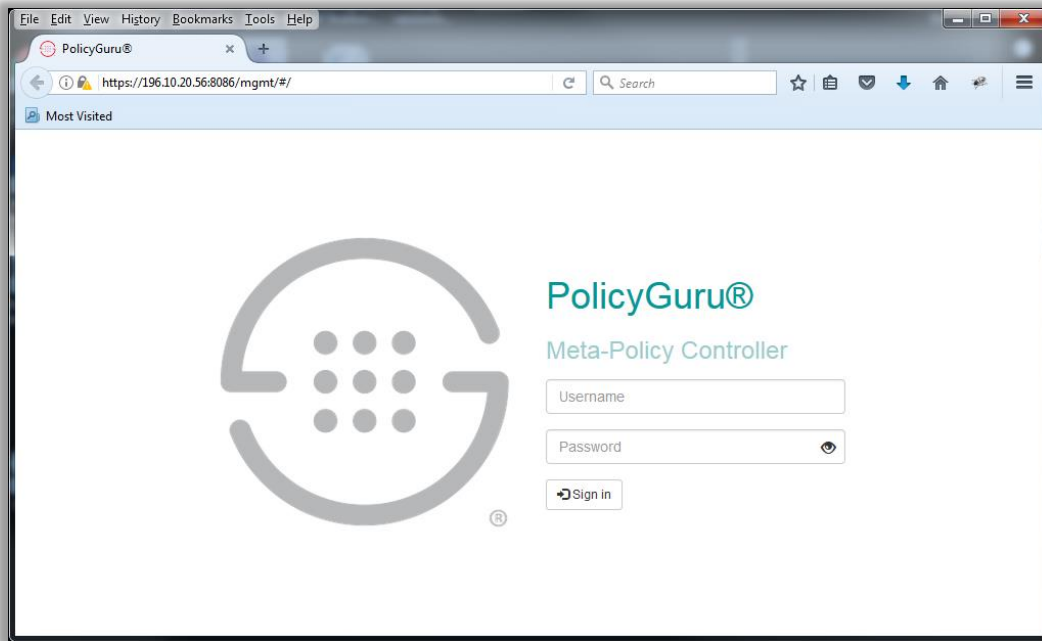 File Edit View History Bookmarks Tools Help
PolicyGuru®
https://196.10.20.56:8086/mgmt/#/
Search
Most Visited
PolicyGuru®
Meta-Policy Controller
Username
Password
Sign in
®